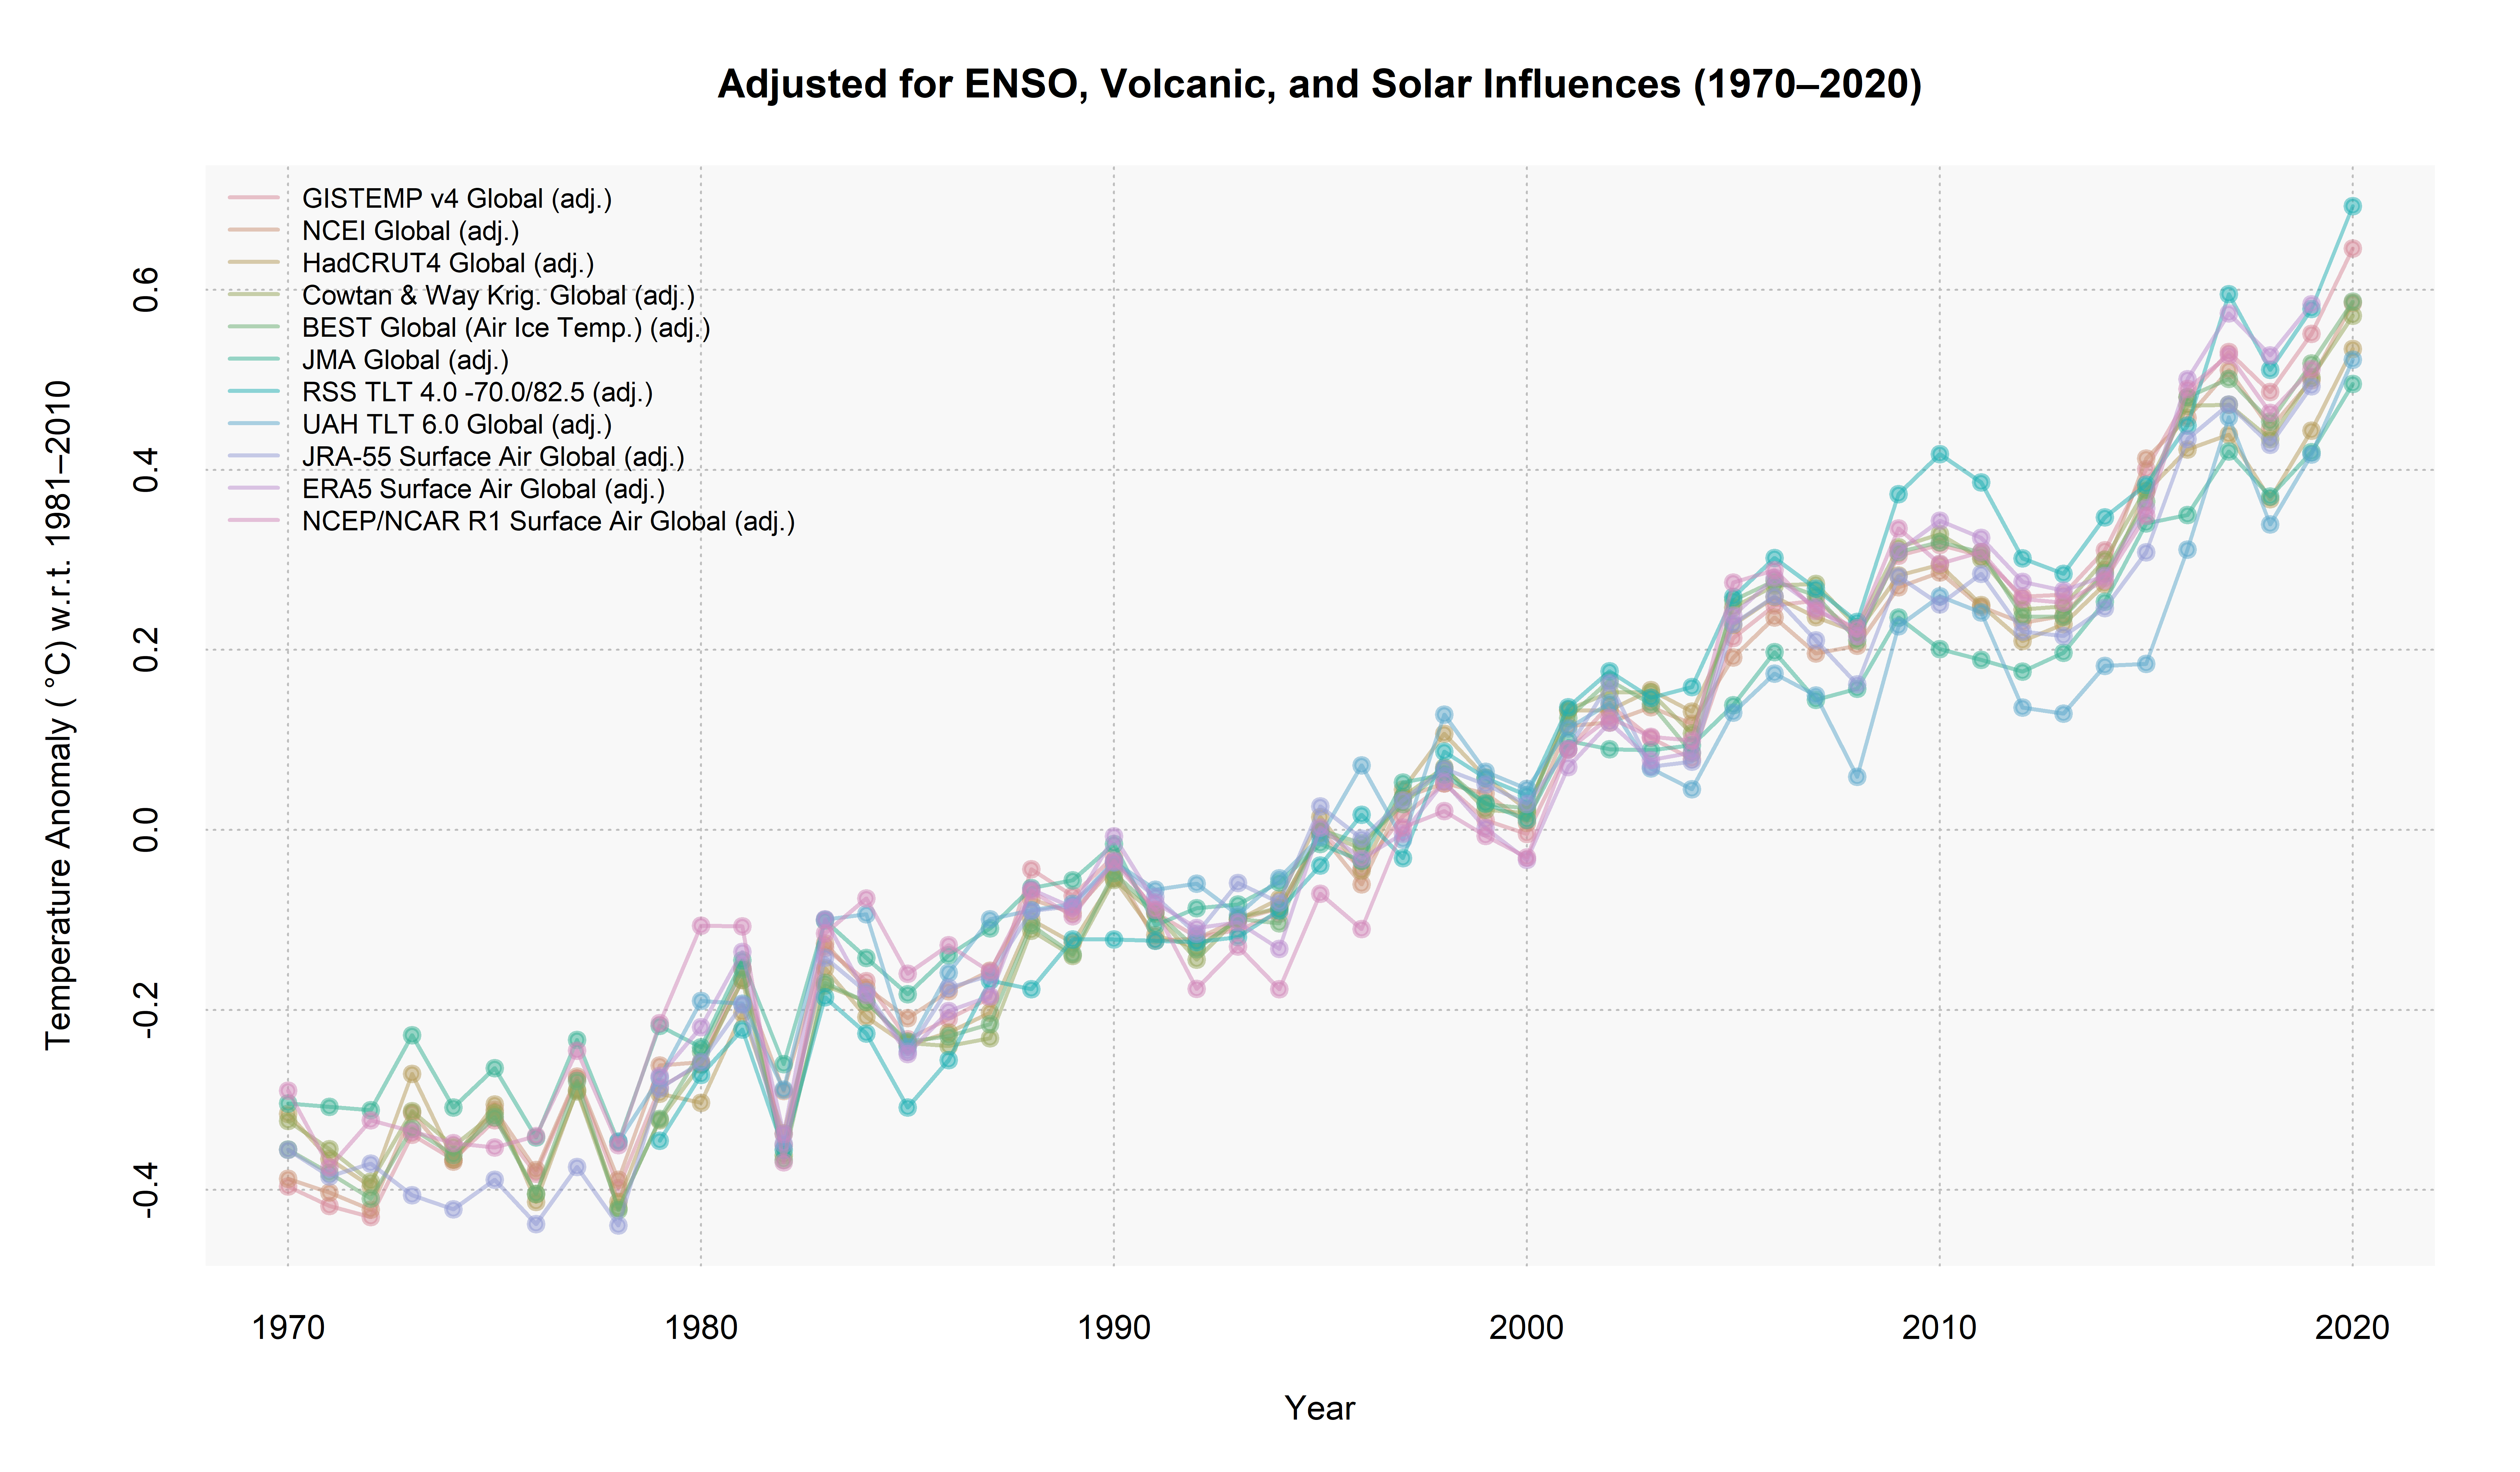 Adjusted for ENSO, Volcanic, and Solar Influences (1970–2020)
GISTEMP v4 Global (adj.)
NCEI Global (adj.)
HadCRUT4 Global (adj.)
Cowtan & Way Krig. Global (adj.)
BEST Global (Air Ice Temp.) (adj.)
JMA Global (adj.)
RSS TLT 4.0 -70.0/82.5 (adj.)
UAH TLT 6.0 Global (adj.)
JRA-55 Surface Air Global (adj.)
ERA5 Surface Air Global (adj.)
NCEP/NCAR R1 Surface Air Global (adj.)
Temperature Anomaly ( °C) w.r.t. 1981–2010
0.6
0.4
0.2
0.0
-0.2
-0.4
1970 1980 1990 2000 2010 2020
Year